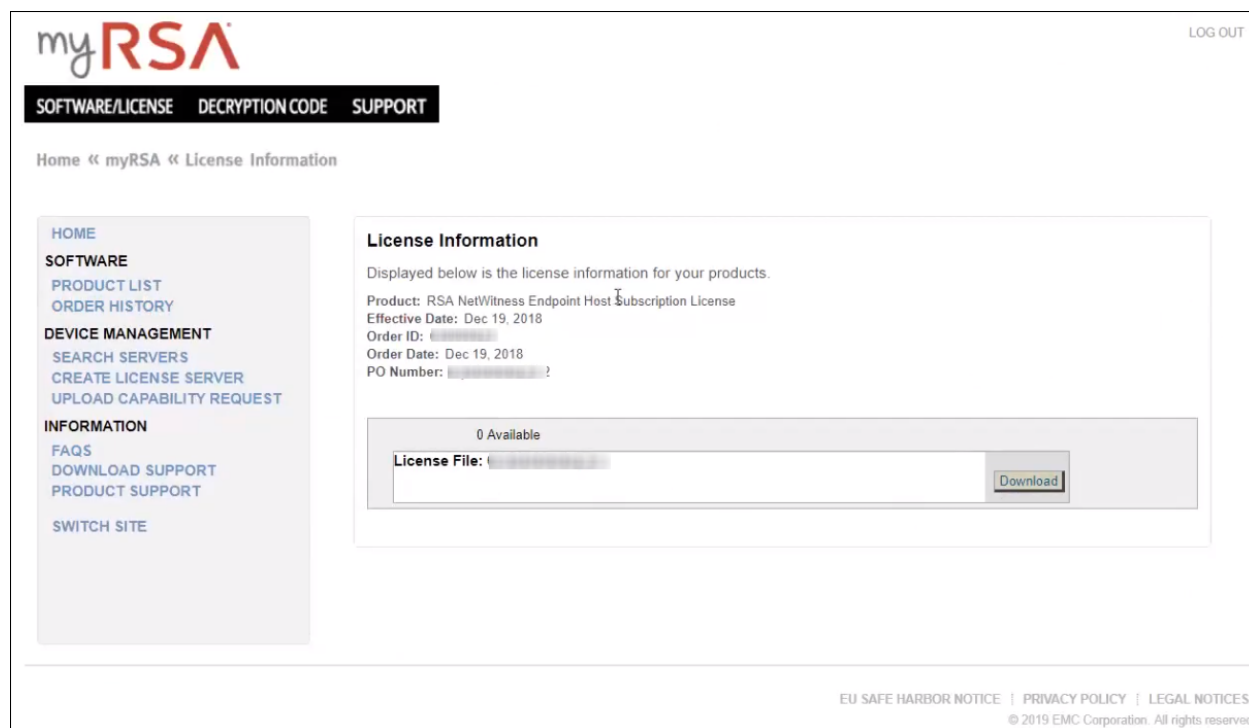 myRSA
LOG OUT
SOFTWARE/LICENSE DECRYPTION CODE SUPPORT
Home « myRSA « License Information
HOME
SOFTWARE
PRODUCT LIST
ORDER HISTORY
DEVICE MANAGEMENT
SEARCH SERVERS
CREATE LICENSE SERVER
UPLOAD CAPABILITY REQUEST
INFORMATION
FAQS
DOWNLOAD SUPPORT
PRODUCT SUPPORT
SWITCH SITE
License Information
Displayed below is the license information for your products.
Product: RSA NetWitness Endpoint Host Subscription License
Effective Date: Dec 19, 2018
Order ID:
Order Date: Dec 19, 2018
PO Number:
0 Available
License File:
Download
EU SAFE HARBOR NOTICE | PRIVACY POLICY | LEGAL NOTICES
© 2019 EMC Corporation. All rights reserved